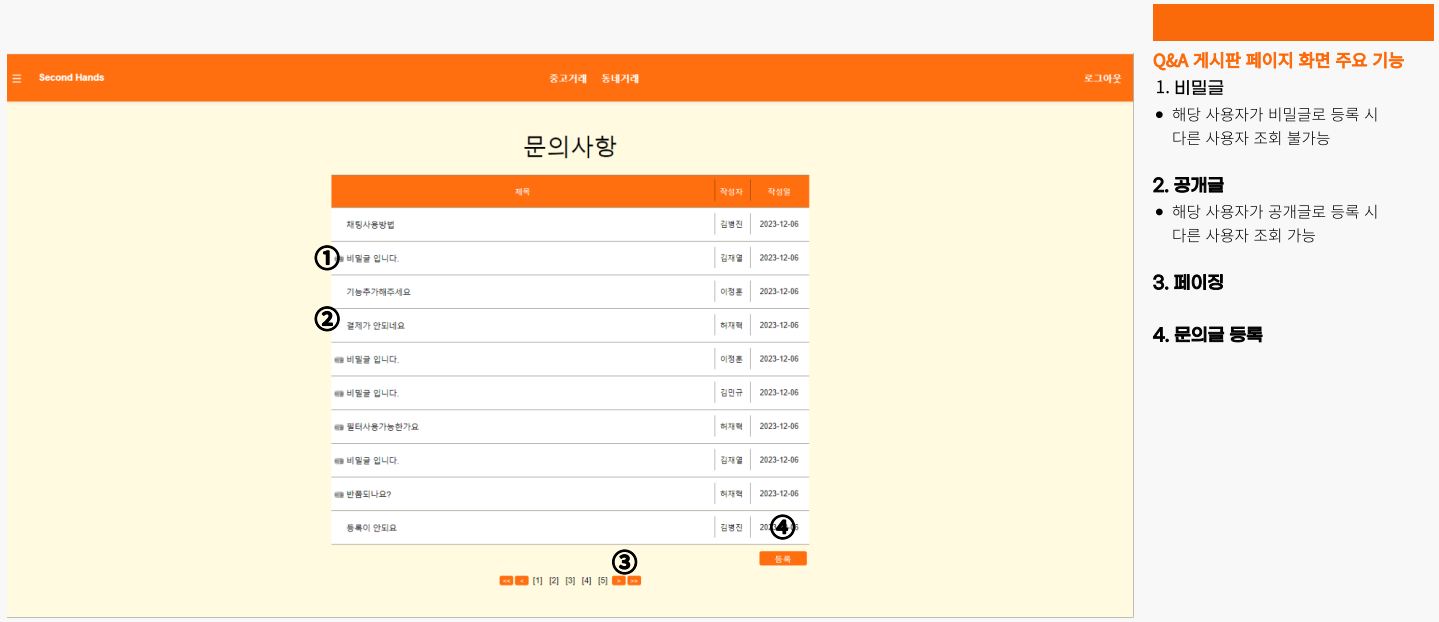 ☰ Second Hands 중고거래 동네거래 로그아웃
문의사항
제목 작성자 작성일
채팅사용방법 김병진 2023-12-06
① 비밀글 입니다. 김재열 2023-12-06
기능추가해주세요 이정훈 2023-12-06
② 결제가 안되네요 허재혁 2023-12-06
비밀글 입니다. 이정훈 2023-12-06
비밀글 입니다. 김민규 2023-12-06
필터사용가능한가요 허재혁 2023-12-06
비밀글 입니다. 김재열 2023-12-06
반품되나요? 허재혁 2023-12-06
등록이 안되요 김병진
④
등록
③
<< < [1] [2] [3] [4] [5] > >>
Q&A 게시판 페이지 화면 주요 기능
1. 비밀글
● 해당 사용자가 비밀글로 등록 시
다른 사용자 조회 불가능
2. 공개글
● 해당 사용자가 공개글로 등록 시
다른 사용자 조회 가능
3. 페이징
4. 문의글 등록